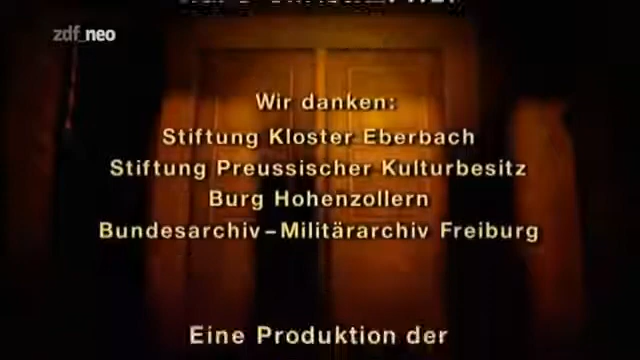 zdf_neo
Wir danken:
Stiftung Kloster Eberbach
Stiftung Preussischer Kulturbesitz
Burg Hohenzollern
Bundesarchiv–Militärarchiv Freiburg
Eine Produktion der